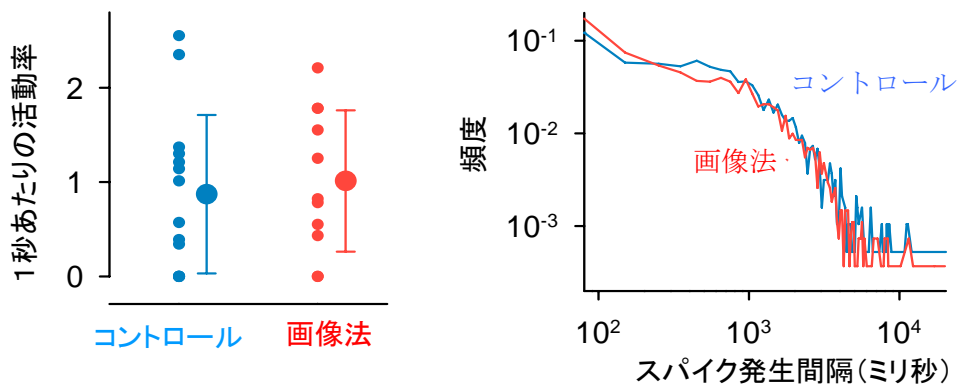 1秒あたりの活動率
2
1
0
コントロール
画像法
頻度
10⁻¹
10⁻²
10⁻³
コントロール
画像法
10² 10³ 10⁴
スパイク発生間隔(ミリ秒)